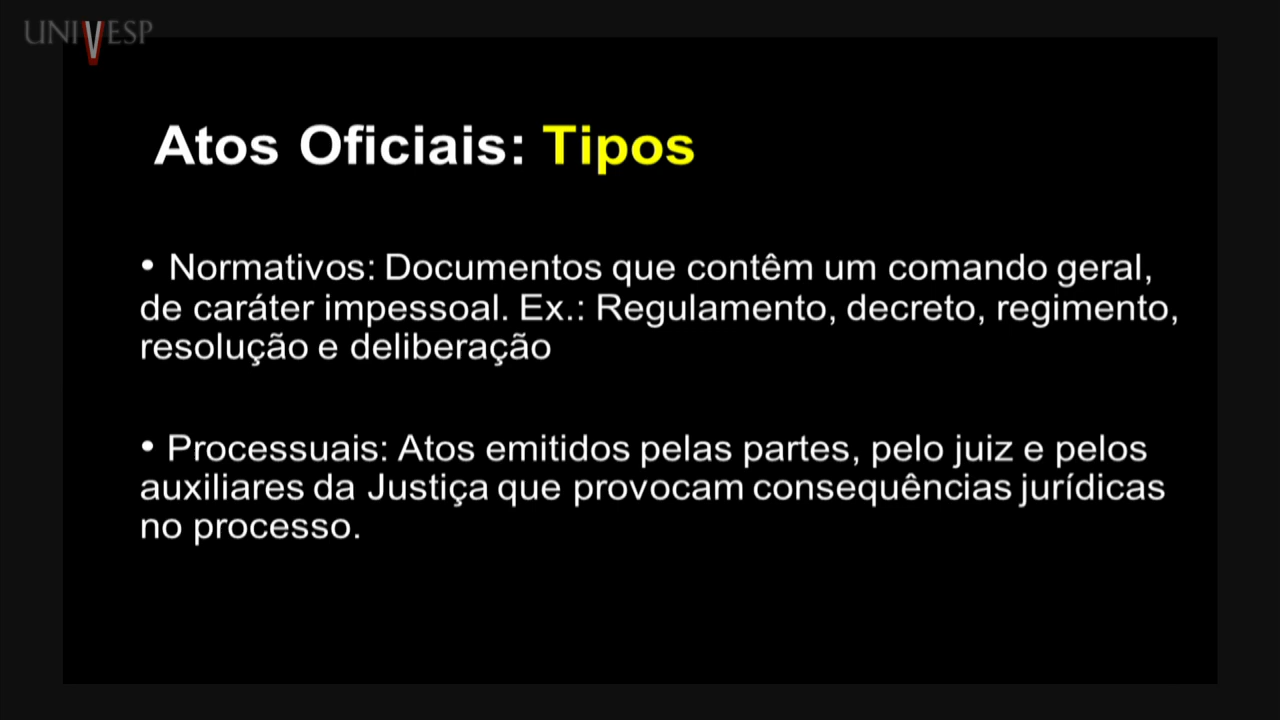 UNIVESP
Atos Oficiais: Tipos
• Normativos: Documentos que contêm um comando geral,
de caráter impessoal. Ex.: Regulamento, decreto, regimento,
resolução e deliberação
• Processuais: Atos emitidos pelas partes, pelo juiz e pelos
auxiliares da Justiça que provocam consequências jurídicas
no processo.